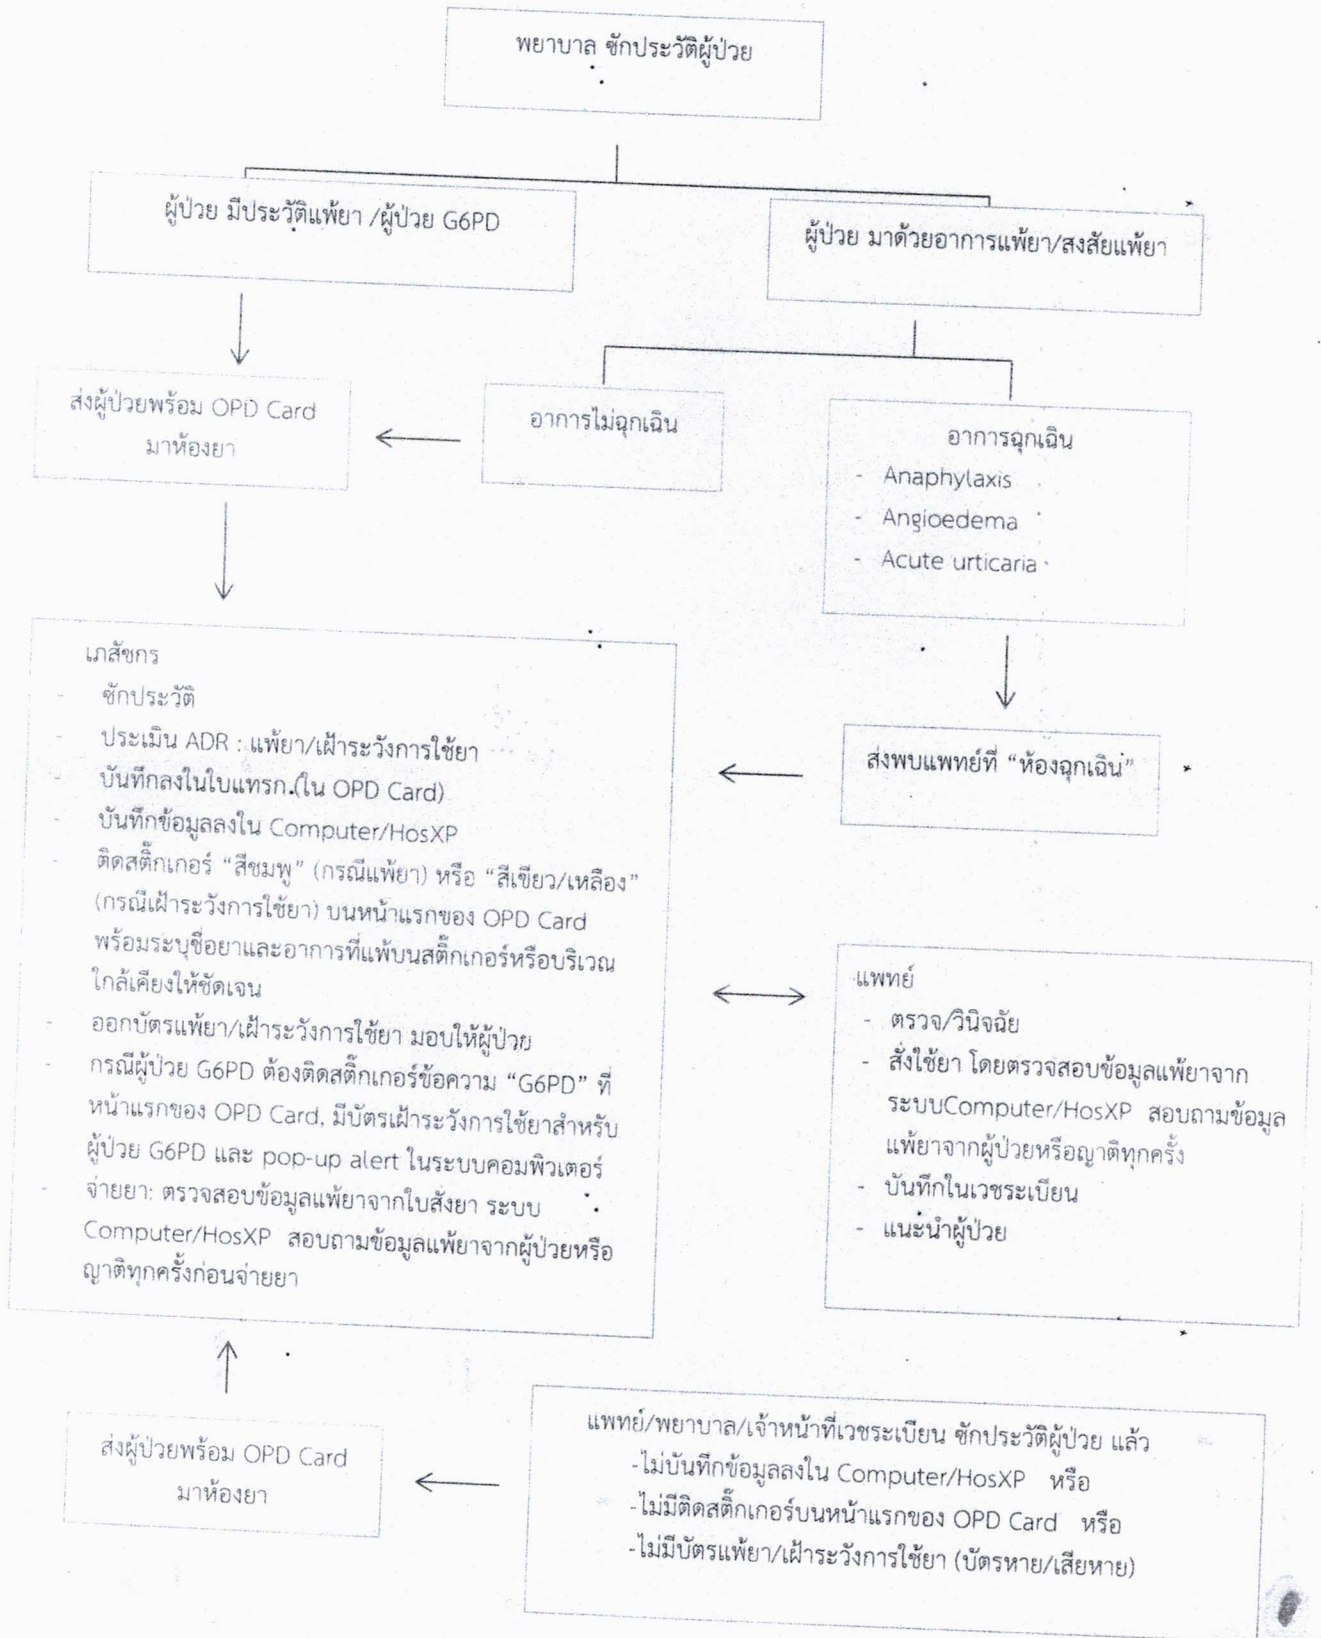 พยาบาล ซักประวัติผู้ป่วย
ผู้ป่วย มีประวัติแพ้ยา /ผู้ป่วย G6PD
ผู้ป่วย มาด้วยอาการแพ้ยา/สงสัยแพ้ยา
ส่งผู้ป่วยพร้อม OPD Card
มาห้องยา
อาการไม่ฉุกเฉิน
อาการฉุกเฉิน
- Anaphylaxis
- Angioedema
- Acute urticaria
เภสัชกร
- ซักประวัติ
- ประเมิน ADR : แพ้ยา/เฝ้าระวังการใช้ยา
- บันทึกลงในใบแทรก (ใน OPD Card)
- บันทึกข้อมูลลงใน Computer/HosXP
- ติดสติ๊กเกอร์ “สีชมพู” (กรณีแพ้ยา) หรือ “สีเขียว/เหลือง”
(กรณีเฝ้าระวังการใช้ยา) บนหน้าแรกของ OPD Card
พร้อมระบุชื่อยาและอาการที่แพ้บนสติ๊กเกอร์หรือบริเวณ
ใกล้เคียงให้ชัดเจน
- ออกบัตรแพ้ยา/เฝ้าระวังการใช้ยา มอบให้ผู้ป่วย
- กรณีผู้ป่วย G6PD ต้องติดสติ๊กเกอร์ข้อความ “G6PD” ที่
หน้าแรกของ OPD Card, มีบัตรเฝ้าระวังการใช้ยาสำหรับ
ผู้ป่วย G6PD และ pop-up alert ในระบบคอมพิวเตอร์
- จ่ายยา: ตรวจสอบข้อมูลแพ้ยาจากใบสั่งยา ระบบ
Computer/HosXP สอบถามข้อมูลแพ้ยาจากผู้ป่วยหรือ
ญาติทุกครั้งก่อนจ่ายยา
ส่งพบแพทย์ที่ “ห้องฉุกเฉิน”
แพทย์
- ตรวจ/วินิจฉัย
- สั่งใช้ยา โดยตรวจสอบข้อมูลแพ้ยาจาก
ระบบComputer/HosXP สอบถามข้อมูล
แพ้ยาจากผู้ป่วยหรือญาติทุกครั้ง
- บันทึกในเวชระเบียน
- แนะนำผู้ป่วย
ส่งผู้ป่วยพร้อม OPD Card
มาห้องยา
แพทย์/พยาบาล/เจ้าหน้าที่เวชระเบียน ซักประวัติผู้ป่วย แล้ว
-ไม่บันทึกข้อมูลลงใน Computer/HosXP หรือ
-ไม่มีติดสติ๊กเกอร์บนหน้าแรกของ OPD Card หรือ
-ไม่มีบัตรแพ้ยา/เฝ้าระวังการใช้ยา (บัตรหาย/เสียหาย)